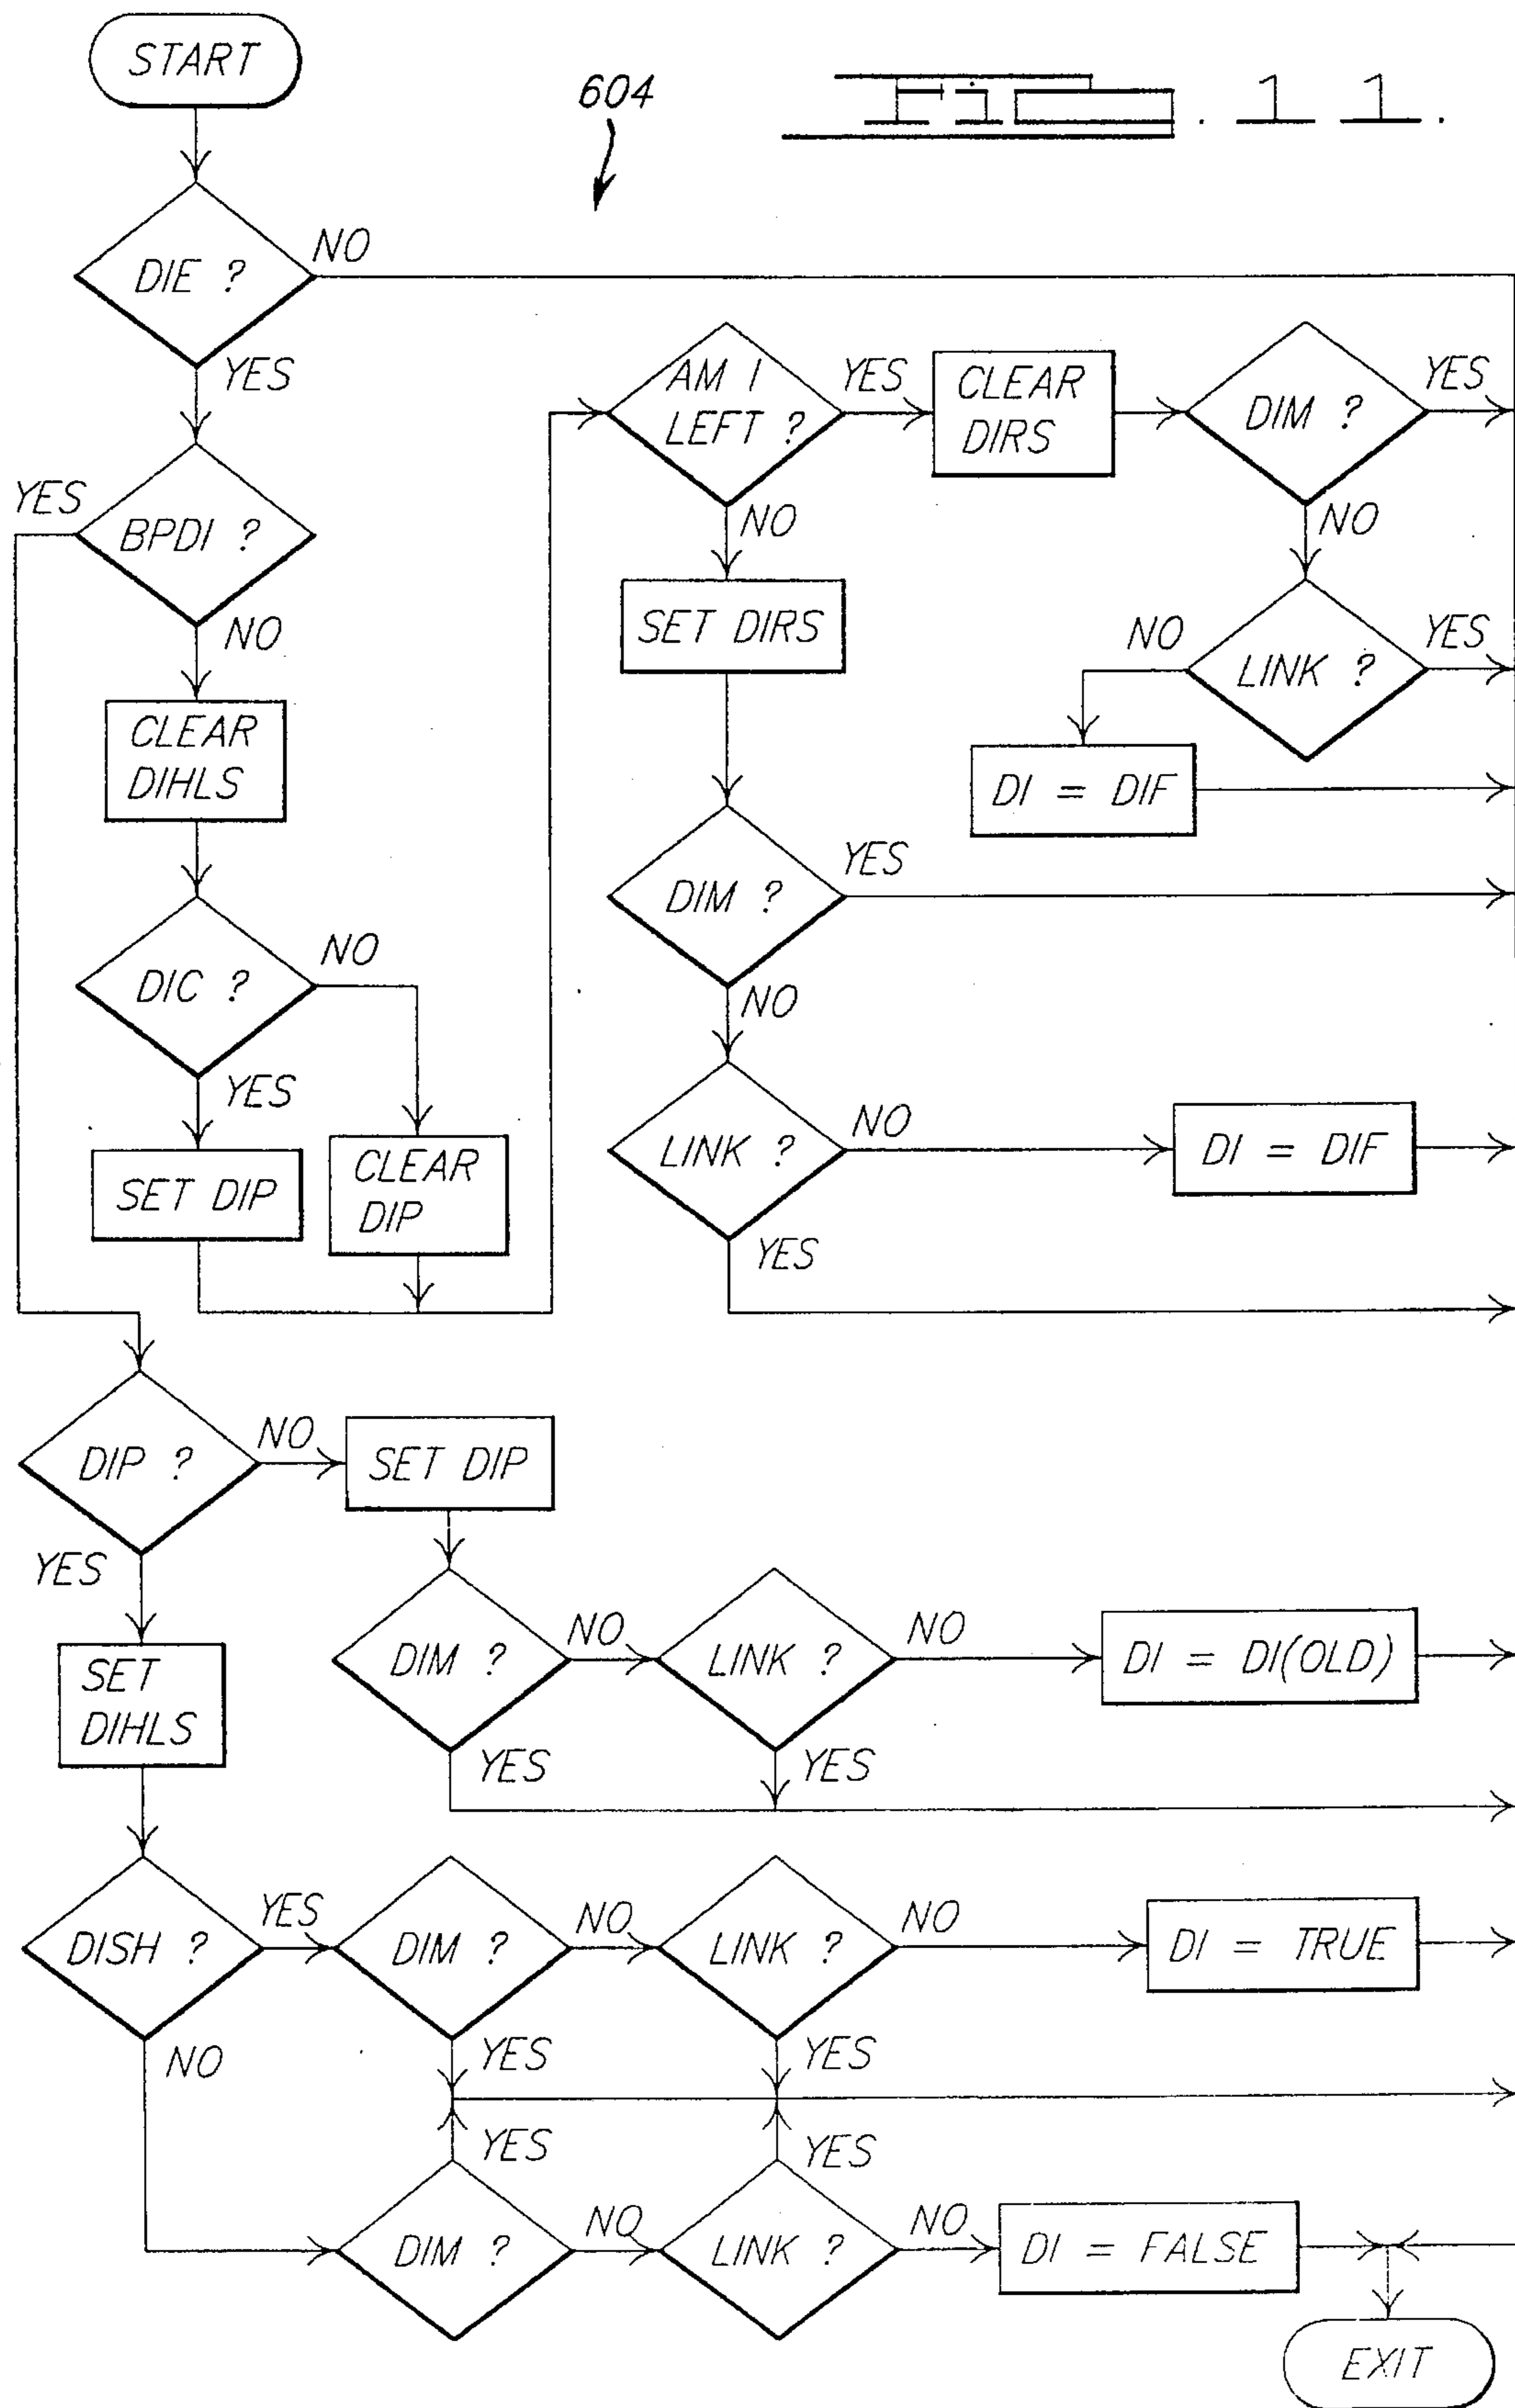 START
604
FIG. 11.
DIE ?
NO
YES
AM I
LEFT ?
YES
CLEAR
DIRS
DIM ?
YES
YES
BPDI ?
NO
NO
NO
SET DIRS
NO
LINK ?
YES
CLEAR
DIHLS
DI = DIF
DIM ?
YES
DIC ?
NO
NO
YES
LINK ?
NO
DI = DIF
SET DIP
CLEAR
DIP
YES
DIP ?
NO
SET DIP
YES
DIM ?
NO
LINK ?
NO
DI = DI(OLD)
SET
DIHLS
YES
YES
DISH ?
YES
DIM ?
NO
LINK ?
NO
DI = TRUE
NO
YES
YES
YES
YES
DIM ?
NO
LINK ?
NO
DI = FALSE
EXIT